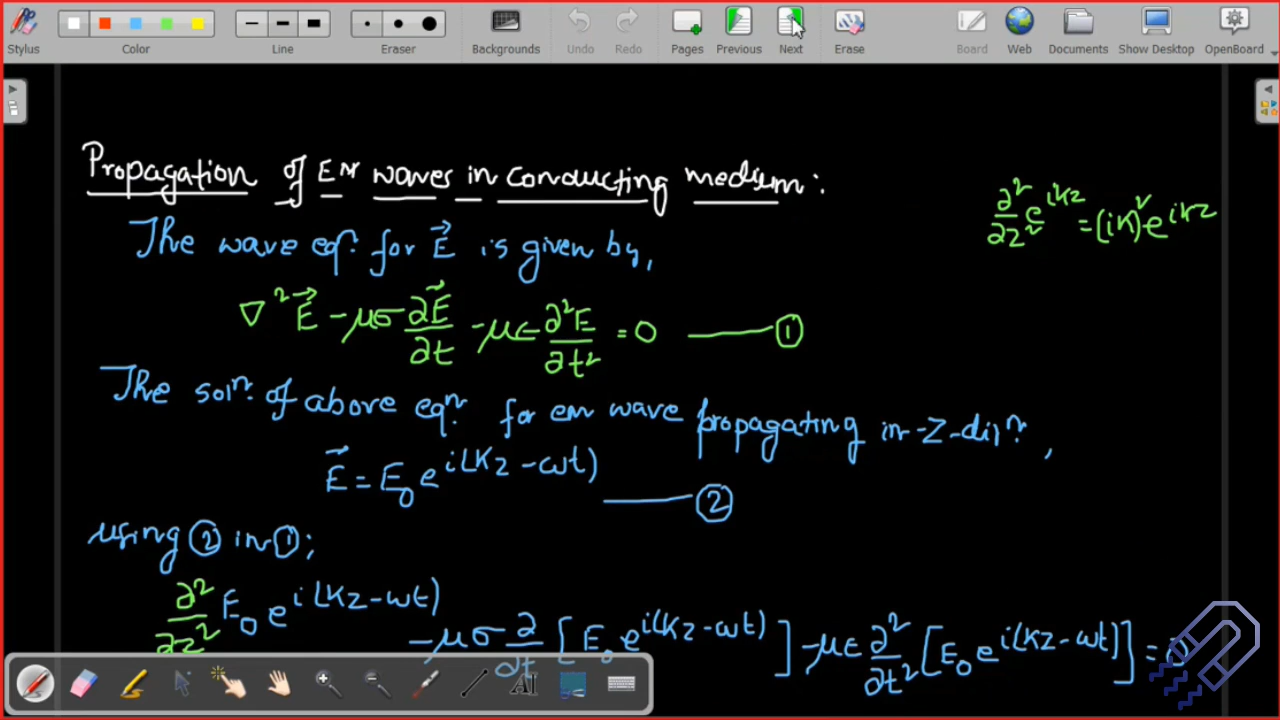 Stylus Color Line Eraser Backgrounds Undo Redo Pages Previous Next Erase Board Web Documents Show Desktop OpenBoard
Propagation of EM waves in conducting medium :
∂²/∂z² e^{ikz} = (ik)² e^{ikz}
The wave eqⁿ. for E⃗ is given by,
∇²E⃗ - μσ ∂E⃗/∂t - μϵ ∂²E/∂t² = 0 —— ①
The solⁿ. of above eqⁿ. for em wave propagating in -Z-dirⁿ.,
E⃗ = E₀ e^{i(kz - ωt)} —— ②
using ② in ① ;
∂²/∂z² E₀ e^{i(kz - ωt)} - μσ ∂/∂t [E₀ e^{i(kz - ωt)}] - μϵ ∂²/∂t² [E₀ e^{i(kz - ωt)}] = 0
AI